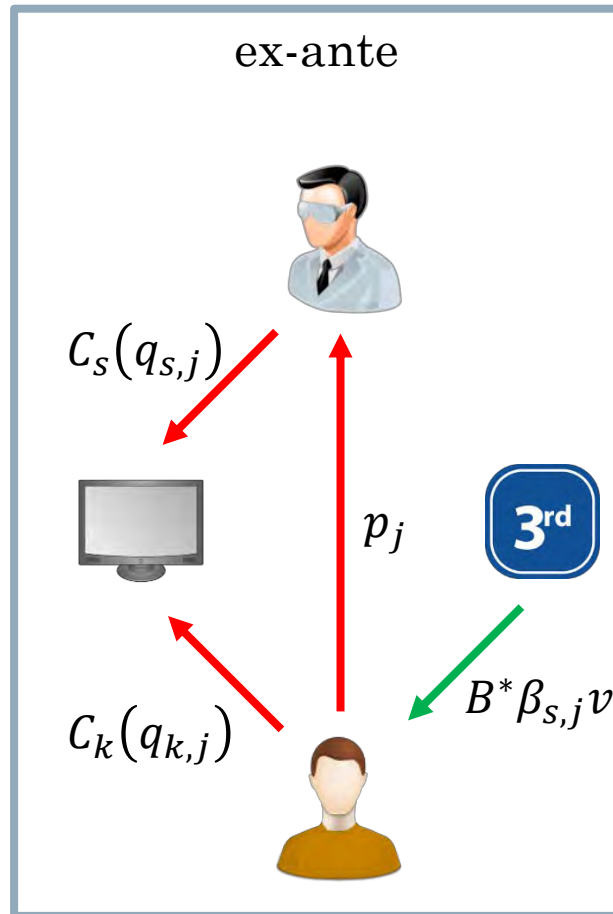 ex-ante
C_s(q_{s,j})
p_j
3rd
B^*β_{s,j}v
C_k(q_{k,j})